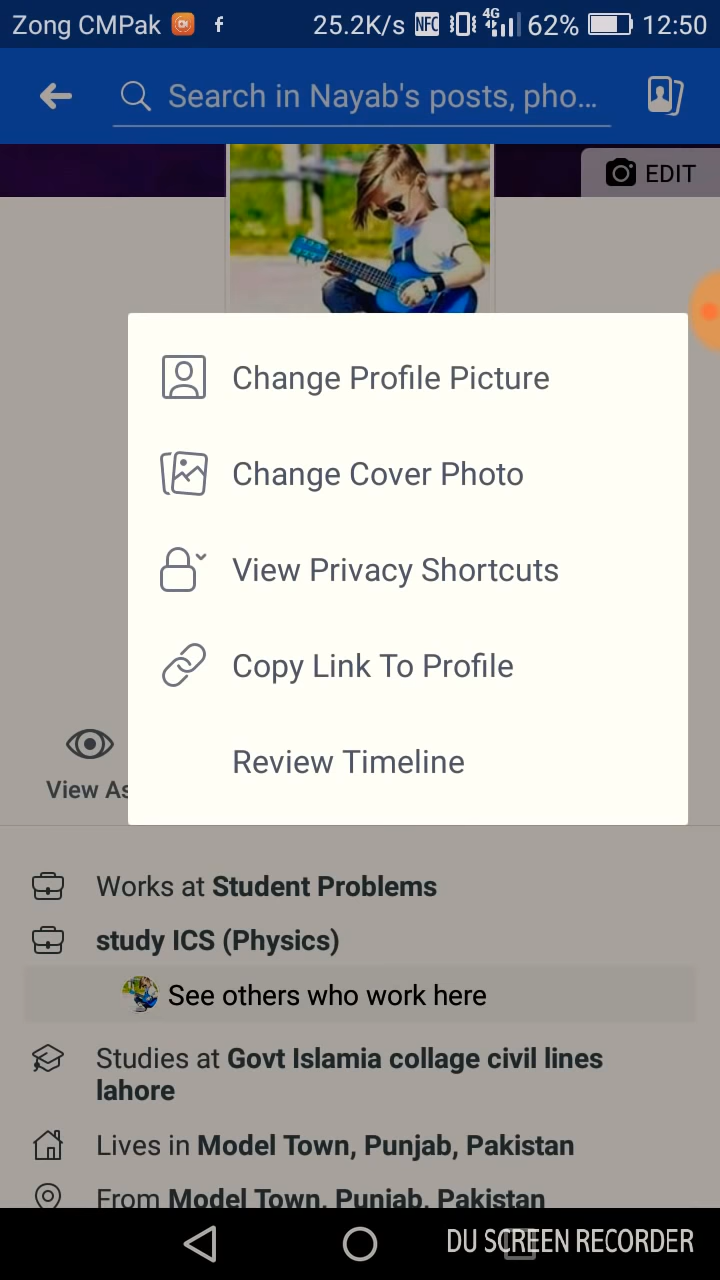 Zong CMPak f 25.2K/s NFC 4G 62% 12:50
Search in Nayab's posts, pho...
EDIT
Change Profile Picture
Change Cover Photo
View Privacy Shortcuts
Copy Link To Profile
Review Timeline
View As
Works at Student Problems
study ICS (Physics)
See others who work here
Studies at Govt Islamia collage civil lines
lahore
Lives in Model Town, Punjab, Pakistan
From Model Town, Punjab, Pakistan
DU SCREEN RECORDER